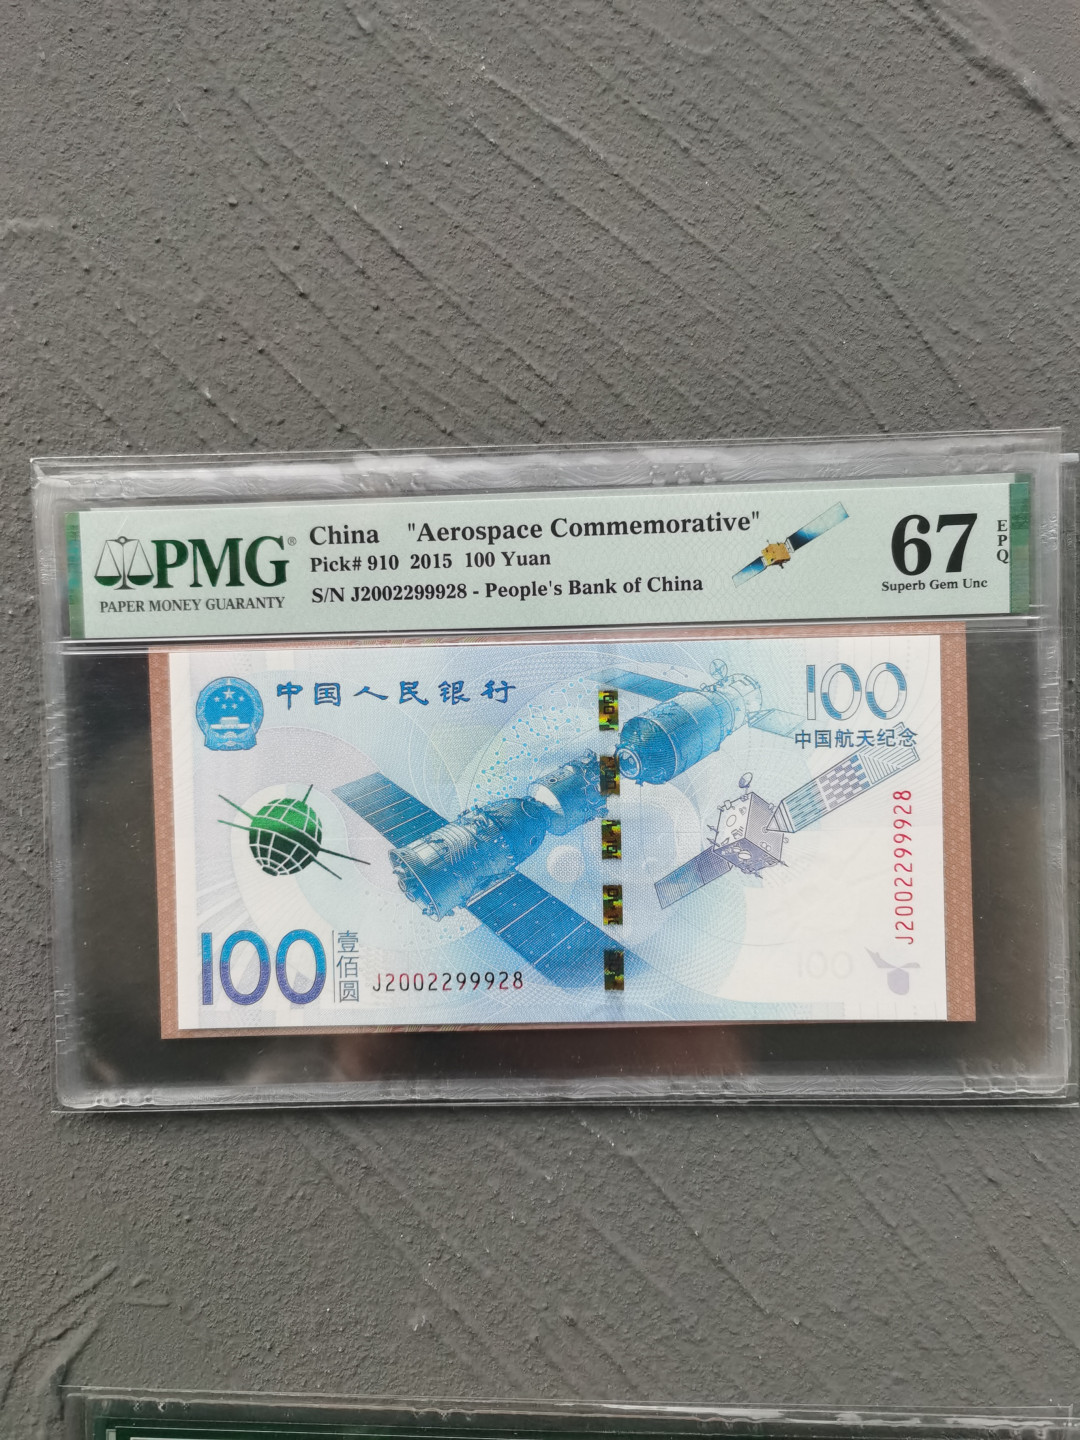 PMG®
PAPER MONEY GUARANTY
China "Aerospace Commemorative"
Pick# 910 2015 100 Yuan
S/N J2002299928 - People's Bank of China
67
EPQ
Superb Gem Unc
中国人民银行
100
中国航天纪念
J2002299928
100
壹佰圆
J2002299928
100